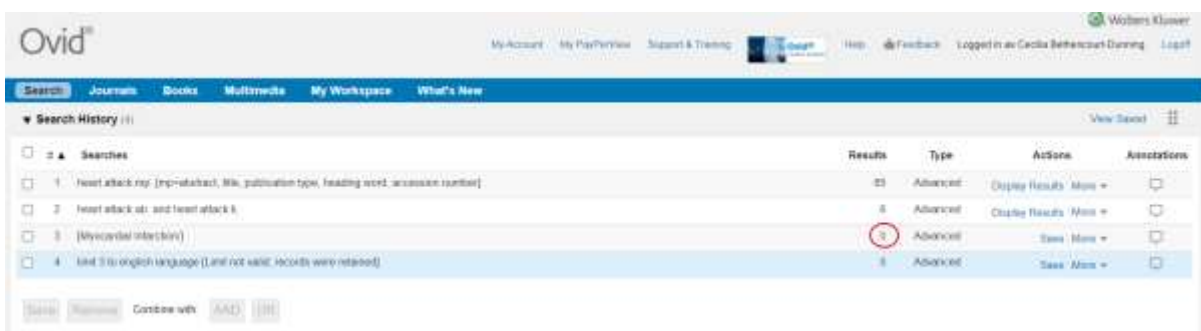 Wolters Kluwer
Ovid®
My Account My PayPerView Support & Training Help Feedback Logged in as Cecilia Bethencourt-Dunning Logoff
Search Journals Books Multimedia My Workspace What's New
▼ Search History (4) View Saved
# ▲ Searches Results Type Actions Annotations
1 heart attack.mp. [mp=abstract, title, publication type, heading word, accession number] Advanced Display Results More
2 heart attack.ab. and heart attack.ti. Advanced Display Results More
3 [Myocardial Infarction/] 0 Advanced Save More
4 limit 3 to english language [Limit not valid; records were retained] 0 Advanced Save More
Save Remove Combine with: AND OR